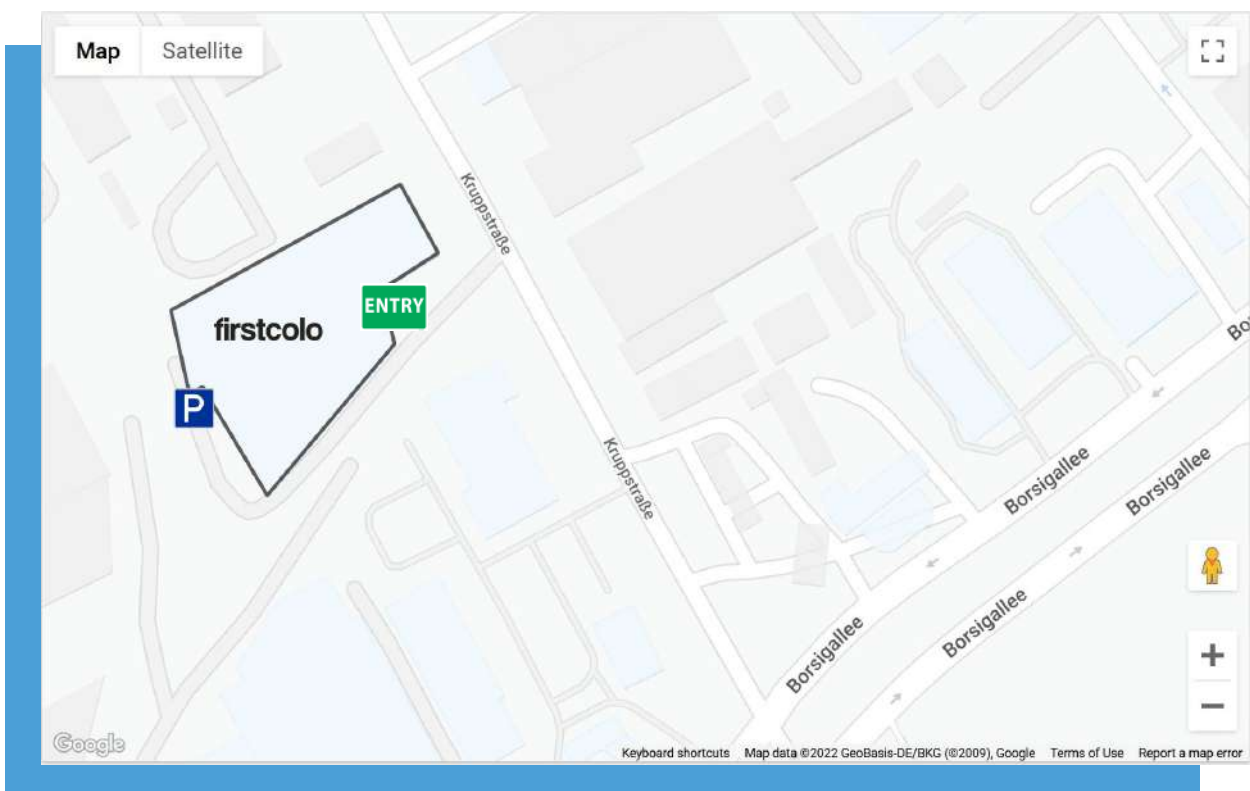 Map Satellite
Kruppstraße
ENTRY
firstcolo
Bo
P
Kruppstraße
Borsigallee
Borsigallee
Borsigallee
Borsigallee
Google
Keyboard shortcuts Map data ©2022 GeoBasis-DE/BKG (©2009), Google Terms of Use Report a map error